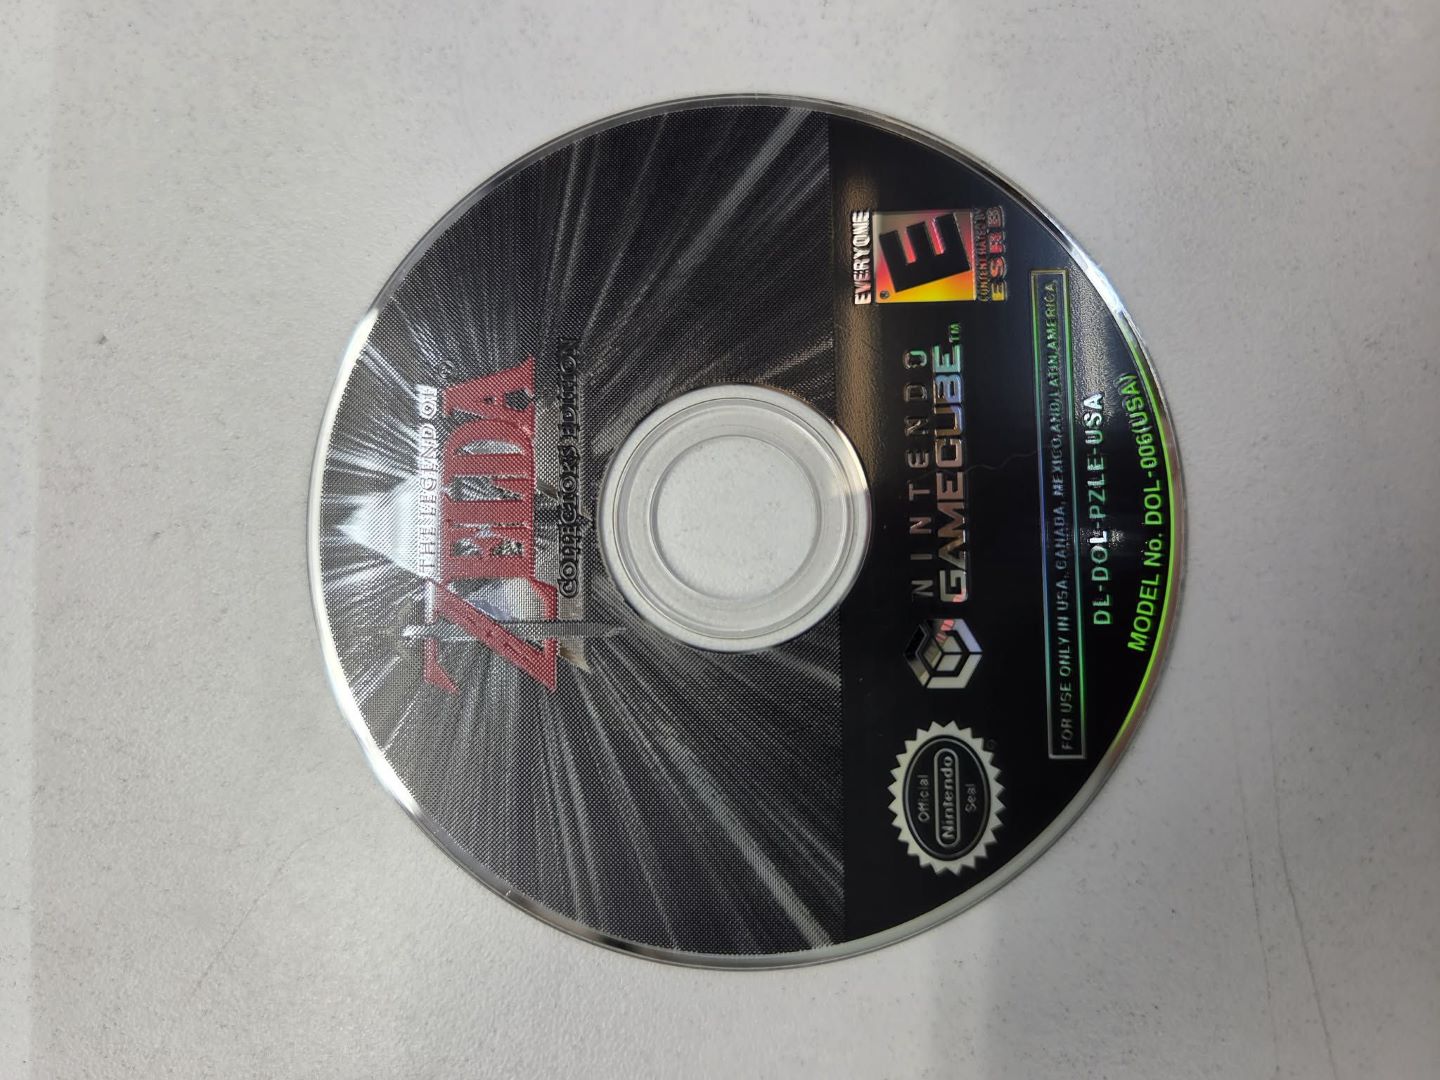 THE LEGEND OF
ZELDA
COLLECTOR'S EDITION
EVERYONE
E
®
CONTENT RATED BY
ESRB
NINTENDO
GAMECUBE™
Official
Nintendo
Seal
®
FOR USE ONLY IN USA, CANADA, MEXICO AND LATIN AMERICA
DL-DOL-PZLE-USA
MODEL No. DOL-006(USA)